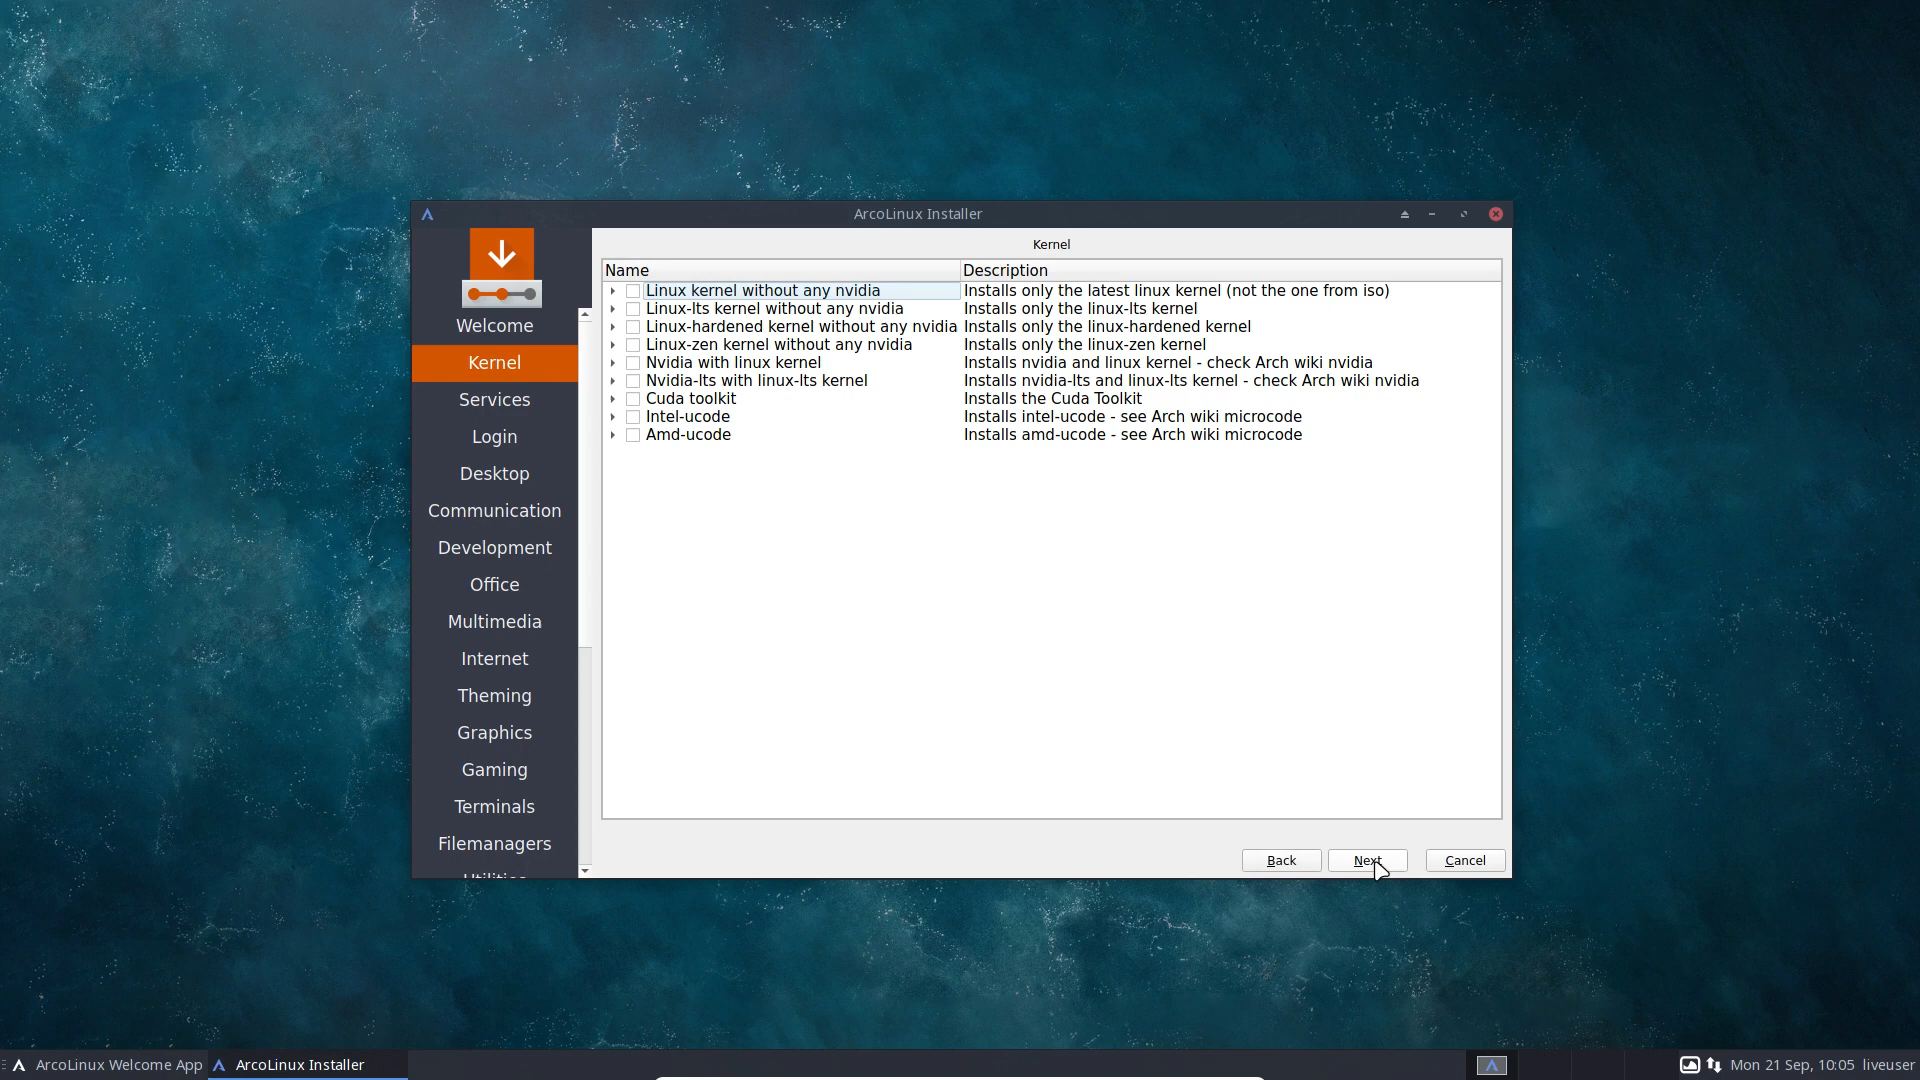 ArcoLinux Installer
Kernel
Name Description
Linux kernel without any nvidia Installs only the latest linux kernel (not the one from iso)
Linux-lts kernel without any nvidia Installs only the linux-lts kernel
Linux-hardened kernel without any nvidia Installs only the linux-hardened kernel
Linux-zen kernel without any nvidia Installs only the linux-zen kernel
Nvidia with linux kernel Installs nvidia and linux kernel - check Arch wiki nvidia
Nvidia-lts with linux-lts kernel Installs nvidia-lts and linux-lts kernel - check Arch wiki nvidia
Cuda toolkit Installs the Cuda Toolkit
Intel-ucode Installs intel-ucode - see Arch wiki microcode
Amd-ucode Installs amd-ucode - see Arch wiki microcode
Welcome
Kernel
Services
Login
Desktop
Communication
Development
Office
Multimedia
Internet
Theming
Graphics
Gaming
Terminals
Filemanagers
Utilities
Back Next Cancel
ArcoLinux Welcome App ArcoLinux Installer Mon 21 Sep, 10:05 liveuser